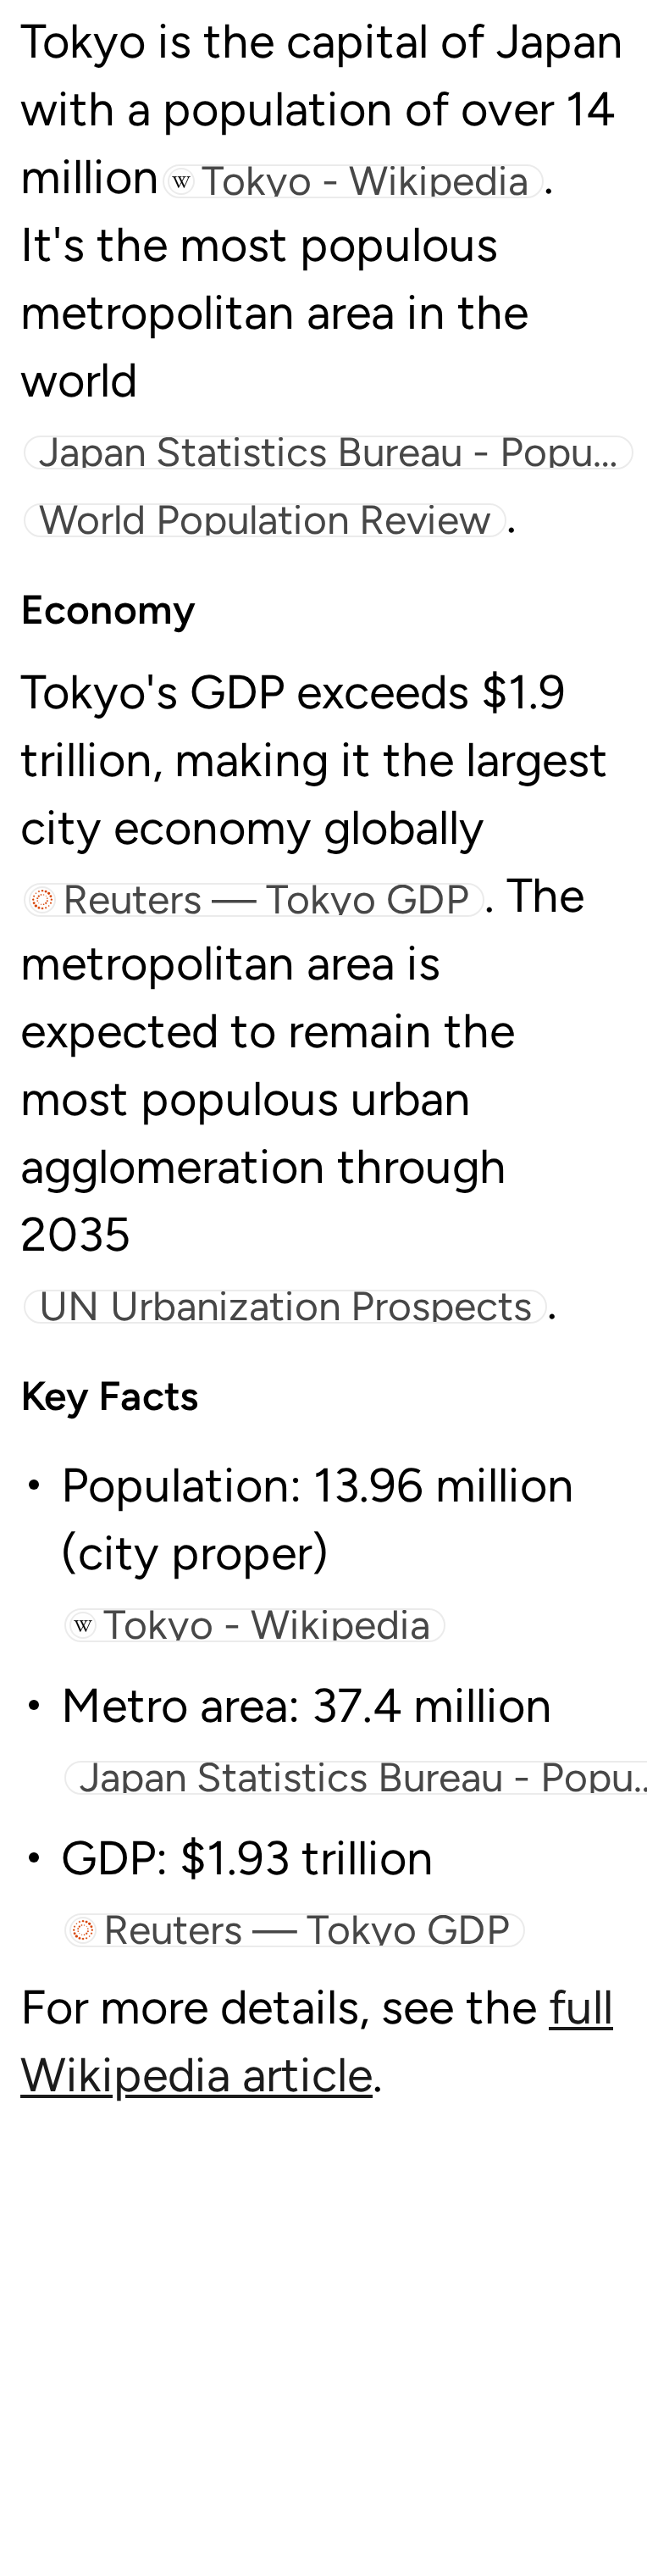 Tokyo is the capital of Japan
with a population of over 14
million W Tokyo - Wikipedia .
It's the most populous
metropolitan area in the
world
Japan Statistics Bureau - Popu...
World Population Review .
Economy
Tokyo's GDP exceeds $1.9
trillion, making it the largest
city economy globally
Reuters — Tokyo GDP . The
metropolitan area is
expected to remain the
most populous urban
agglomeration through
2035
UN Urbanization Prospects .
Key Facts
• Population: 13.96 million
(city proper)
W Tokyo - Wikipedia
• Metro area: 37.4 million
Japan Statistics Bureau - Popu..
• GDP: $1.93 trillion
Reuters — Tokyo GDP
For more details, see the full
Wikipedia article.